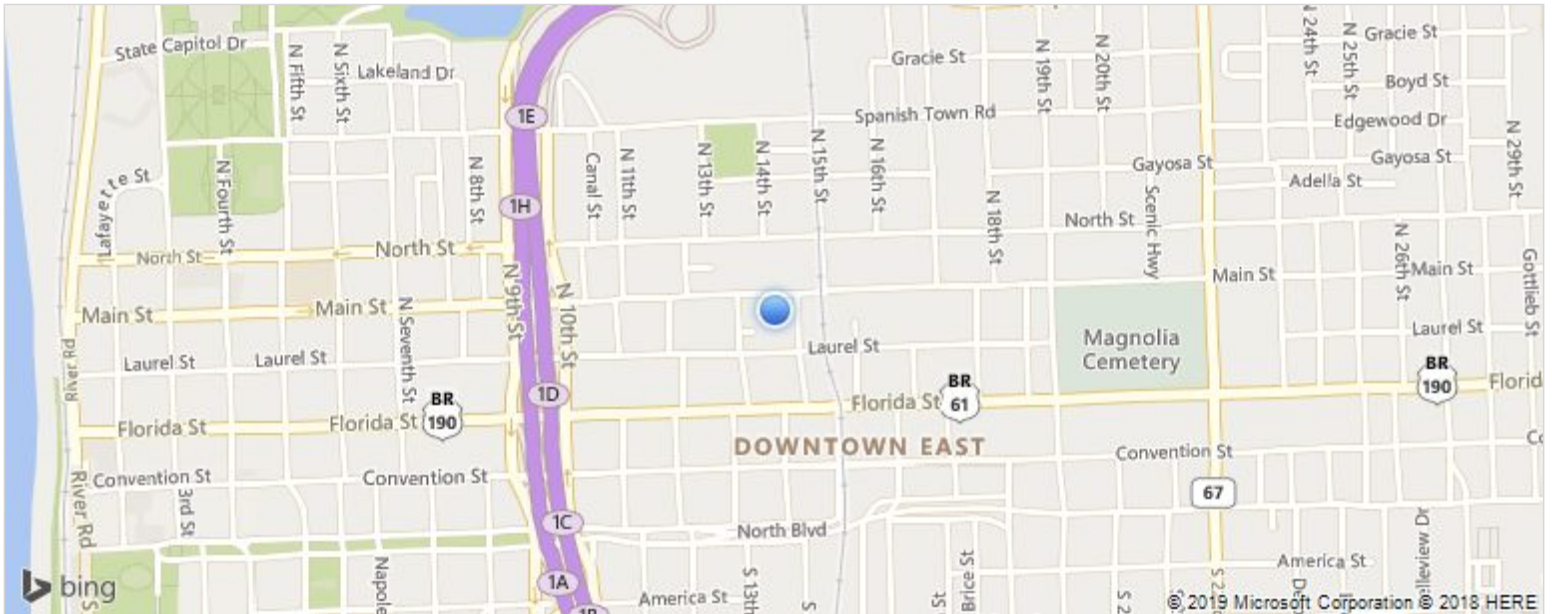 State Capitol Dr
N Fifth St
N Sixth St
Lakeland Dr
1E
Gracie St
N 19th St
N 20th St
N 24th St
N 25th St
Gracie St
Boyd St
Spanish Town Rd
Edgewood Dr
N 29th St
Lafayette St
N Fourth St
N 8th St
Canal St
N 11th St
N 13th St
N 14th St
N 15th St
N 16th St
Gayosa St
Gayosa St
Adella St
1H
N 18th St
Scenic Hwy
North St
North St
North St
N 26th St
Gottlieb St
Main St
Main St
Main St
Main St
N 9th St
N 10th St
N Seventh St
River Rd
Laurel St
Laurel St
Laurel St
Laurel St
Magnolia
Cemetery
1D
BR
190
BR
61
BR
190
Florida St
Florida St
Florida St
Florid
DOWNTOWN EAST
Convention St
Convention St
Convention St
67
River Rd
3rd St
1C
North Blvd
1A
America St
America St
S 13th
Brice St
Napole
elleview Dr
bing
© 2019 Microsoft Corporation © 2018 HERE